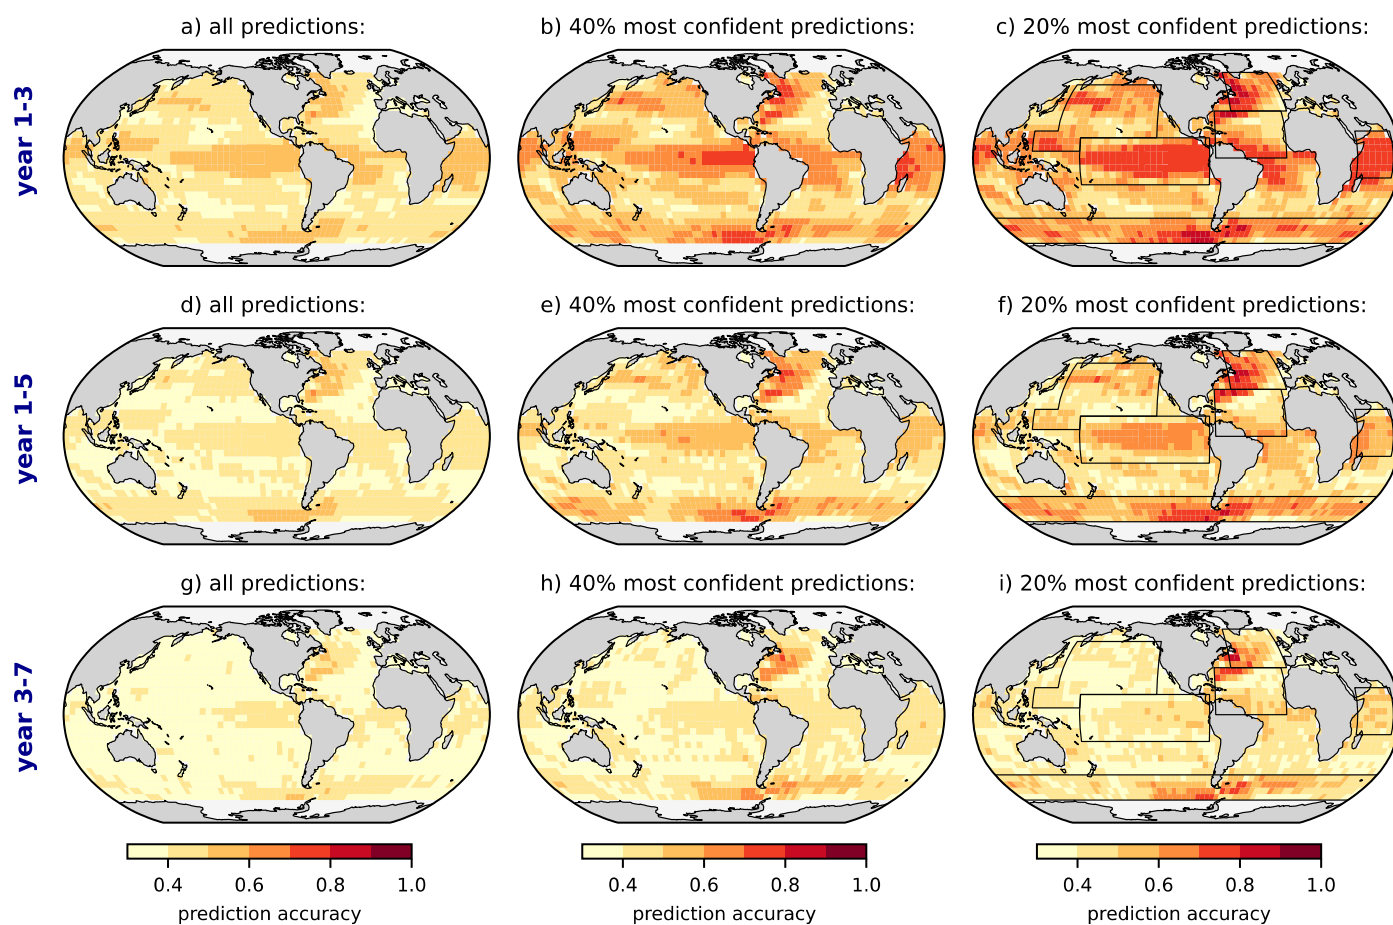 a) all predictions:
b) 40% most confident predictions:
c) 20% most confident predictions:
year 1-3
d) all predictions:
e) 40% most confident predictions:
f) 20% most confident predictions:
year 1-5
g) all predictions:
h) 40% most confident predictions:
i) 20% most confident predictions:
year 3-7
0.4 0.6 0.8 1.0
prediction accuracy
0.4 0.6 0.8 1.0
prediction accuracy
0.4 0.6 0.8 1.0
prediction accuracy